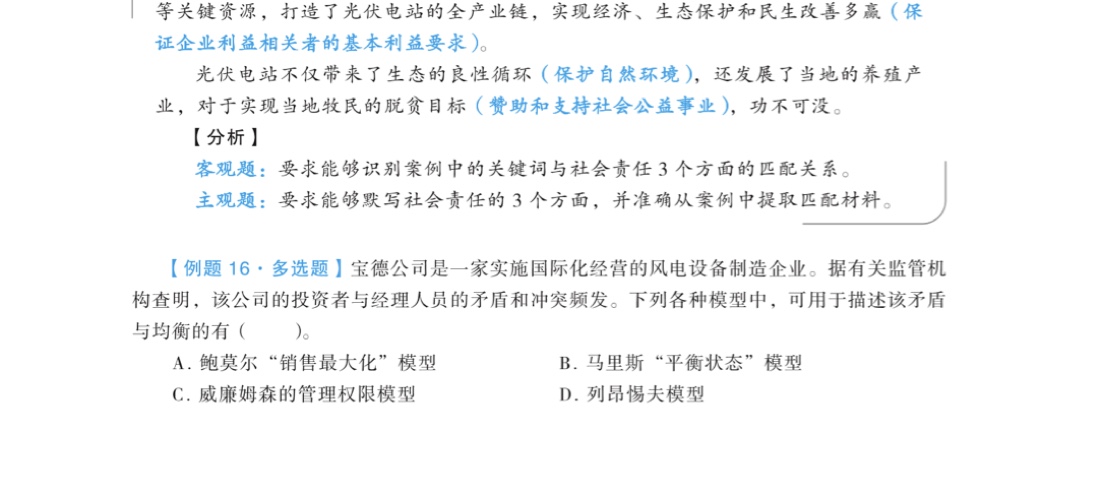 等关键资源，打造了光伏电站的全产业链，实现经济、生态保护和民生改善多赢（保
证企业利益相关者的基本利益要求）。
光伏电站不仅带来了生态的良性循环（保护自然环境），还发展了当地的养殖产
业，对于实现当地牧民的脱贫目标（赞助和支持社会公益事业），功不可没。
【分析】
客观题：要求能够识别案例中的关键词与社会责任 3 个方面的匹配关系。
主观题：要求能够默写社会责任的 3 个方面，并准确从案例中提取匹配材料。
【例题 16·多选题】宝德公司是一家实施国际化经营的风电设备制造企业。据有关监管机
构查明，该公司的投资者与经理人员的矛盾和冲突频发。下列各种模型中，可用于描述该矛盾
与均衡的有（　　）。
A. 鲍莫尔“销售最大化”模型　　B. 马里斯“平衡状态”模型
C. 威廉姆森的管理权限模型　　D. 列昂惕夫模型